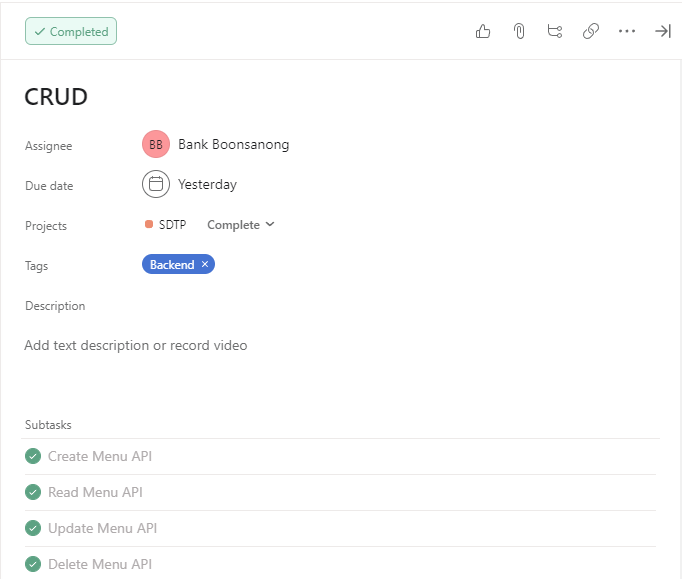 Completed
CRUD
Assignee BB Bank Boonsanong
Due date Yesterday
Projects SDTP Complete
Tags Backend ×
Description
Add text description or record video
Subtasks
Create Menu API
Read Menu API
Update Menu API
Delete Menu API